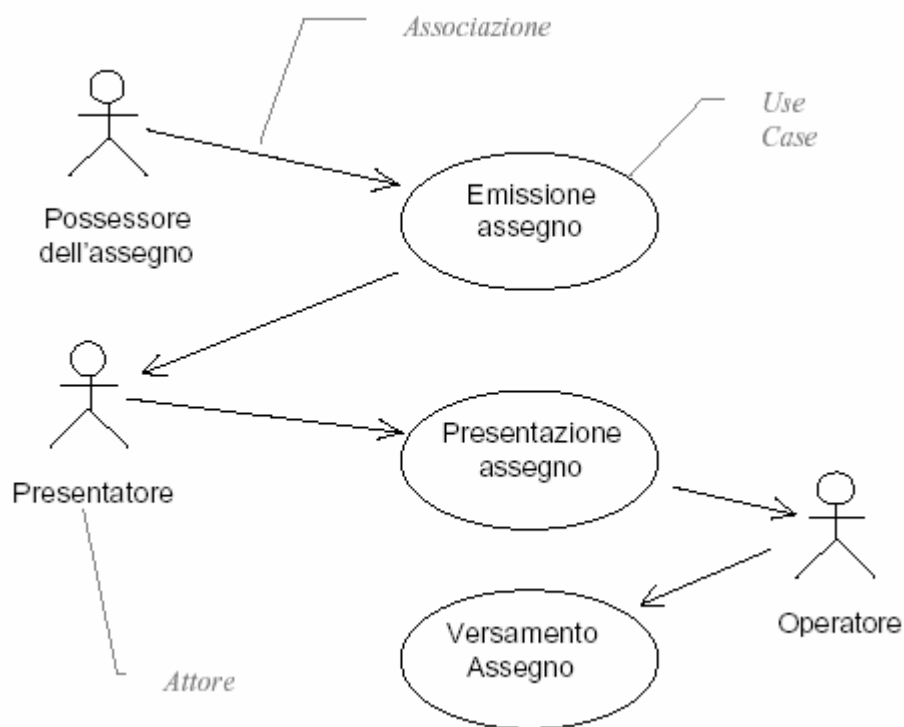 Associazione
Use
Case
Emissione
assegno
Possessore
dell'assegno
Presentazione
assegno
Presentatore
Versamento
Assegno
Operatore
Attore